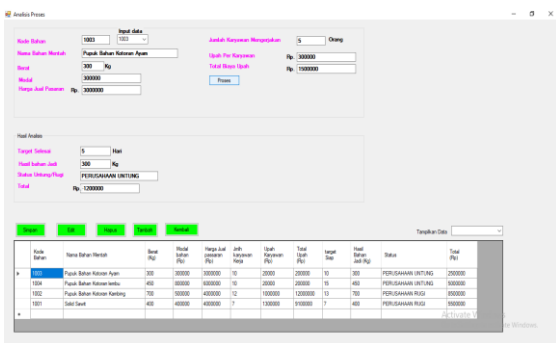 Analisis Proses
Input data
Kode Bahan 1003 1003
Nama Bahan Mentah Pupuk Bahan Kotoran Ayam
Berat 300 Kg
Modal 300000
Harga Jual Pasaran Rp. 3000000
Jumlah Karyawan Mengerjakan 5 Orang
Upah Per Karyawan Rp. 300000
Total Biaya Upah Rp. 1500000
Proses
Hasil Analisis
Target Selesai 5 Hari
Hasil bahan Jadi 300 Kg
Status Untung/Rugi PERUSAHAAN UNTUNG
Total Rp. 1200000
Simpan Edit Hapus Tambah Kembali
Tampilkan Data
Kode Bahan Nama Bahan Mentah Berat (Kg) Modal bahan (Rp) Harga Jual pasaran (Rp) Jmlh karyawan Kerja Upah Karyawan (Rp) Total Upah (Rp) target Siap Hasil Bahan Jadi (Kg) Status Total (Rp)
1003 Pupuk Bahan Kotoran Ayam 300 300000 3000000 10 20000 200000 10 300 PERUSAHAAN UNTUNG 2500000
1004 Pupuk Bahan Kotoran lembu 450 800000 6000000 10 20000 200000 15 450 PERUSAHAAN UNTUNG 5000000
1002 Pupuk Bahan Kotoran Kambing 700 500000 4000000 12 1000000 12000000 13 700 PERUSAHAAN RUGI 8500000
1001 Solid Sawit 400 400000 4000000 7 1300000 9100000 7 400 PERUSAHAAN RUGI 5500000